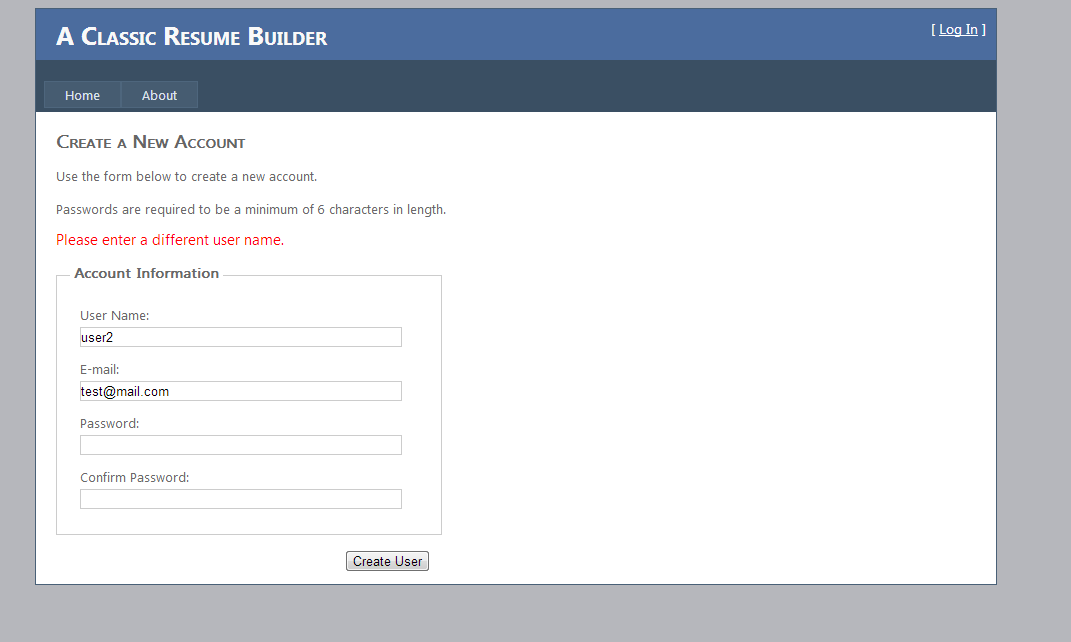 A Classic Resume Builder
[ Log In ]
Home
About
Create a New Account
Use the form below to create a new account.
Passwords are required to be a minimum of 6 characters in length.
Please enter a different user name.
Account Information
User Name:
user2
E-mail:
test@mail.com
Password:
Confirm Password:
Create User